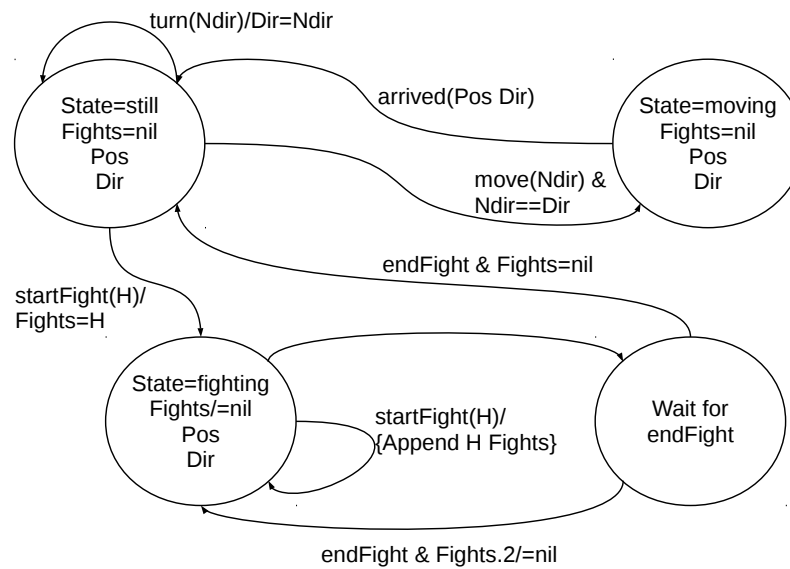 turn(Ndir)/Dir=Ndir
State=still
Fights=nil
Pos
Dir
arrived(Pos Dir)
State=moving
Fights=nil
Pos
Dir
move(Ndir) &
Ndir==Dir
endFight & Fights=nil
startFight(H)/
Fights=H
State=fighting
Fights/=nil
Pos
Dir
startFight(H)/
{Append H Fights}
Wait for
endFight
endFight & Fights.2/=nil